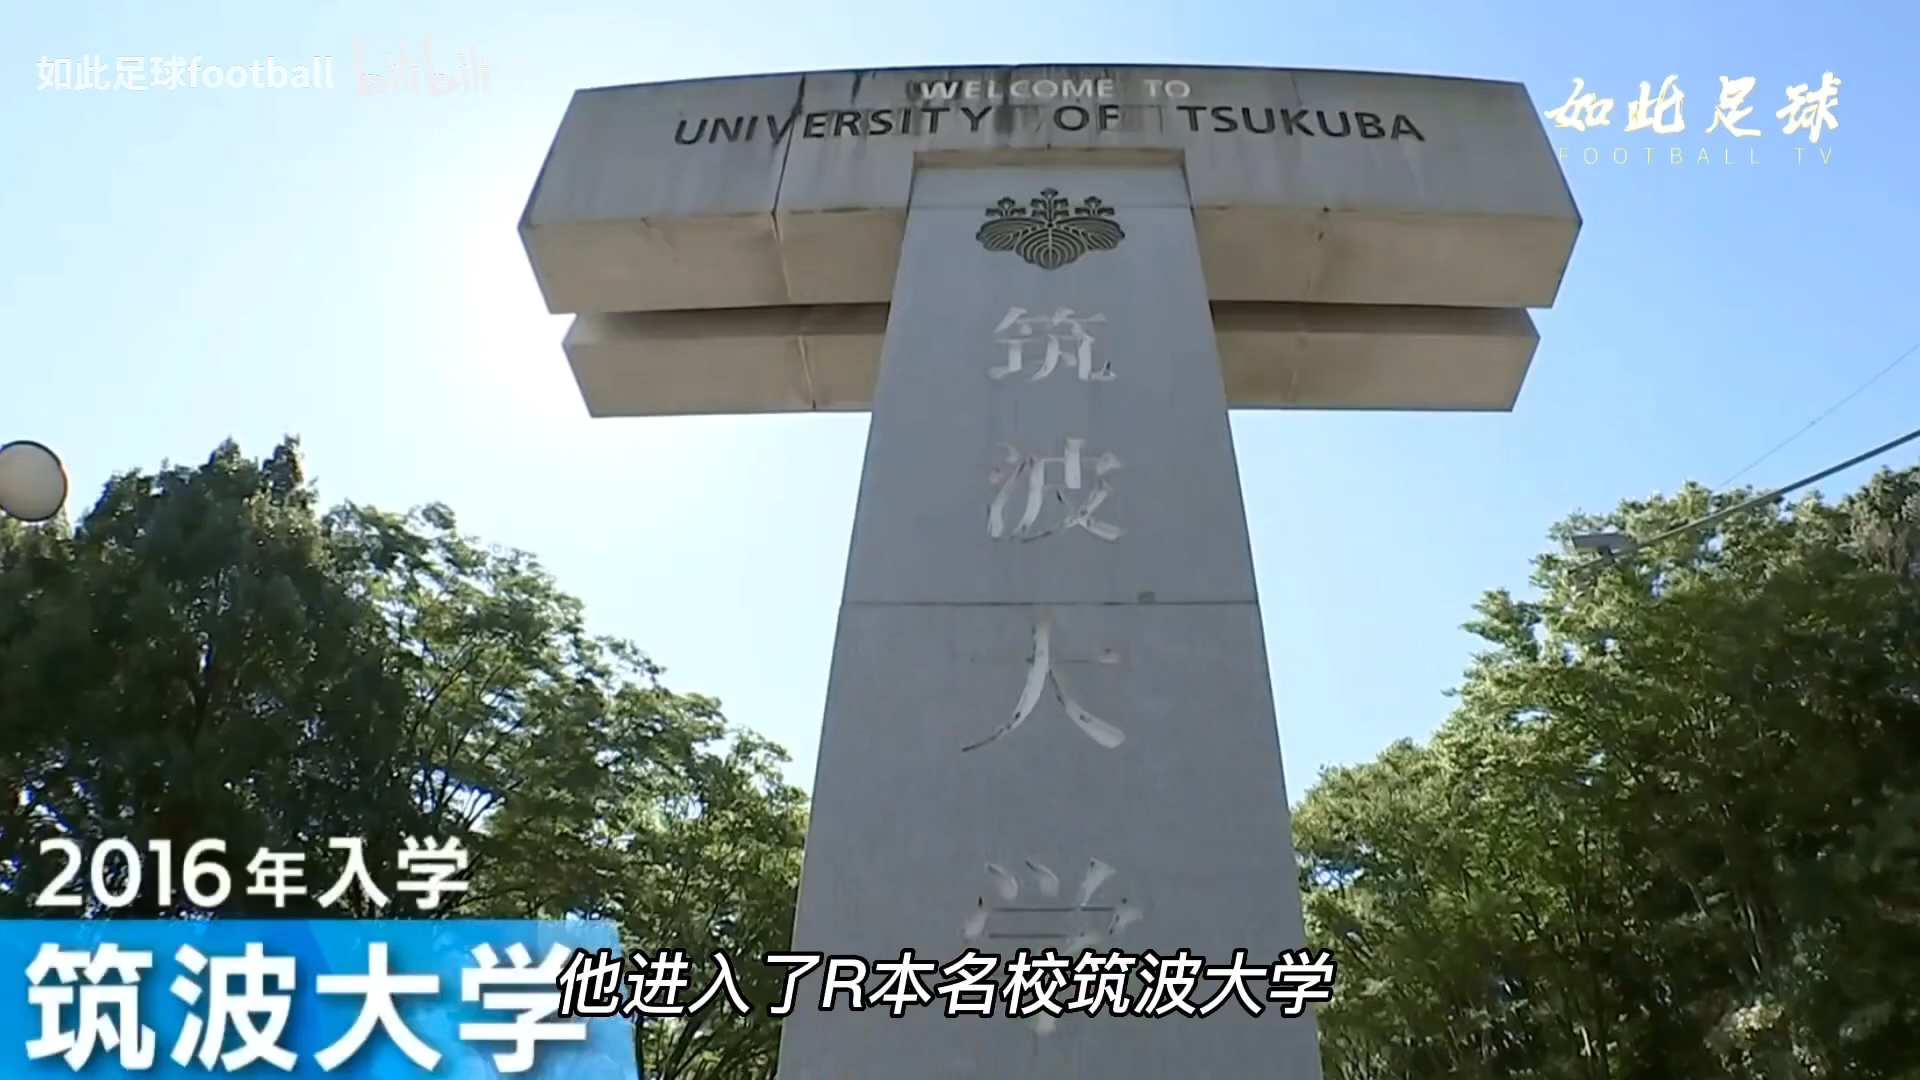 如此足球football bilibili
如此足球
FOOTBALL TV
WELCOME TO
UNIVERSITY OF TSUKUBA
筑波大学
2016年入学
筑波大学
他进入了R本名校筑波大学